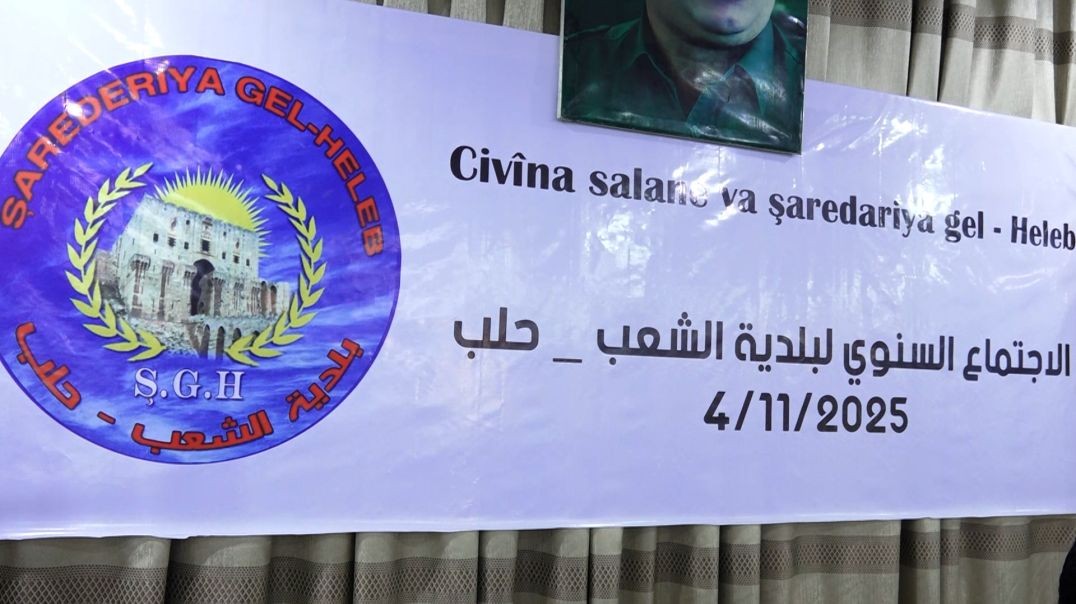 ŞAREDERIYA GEL-HELEB
Ş.G.H
بلدية الشعب - حلب
Civîna salane ya şaredariya gel - Heleb
الاجتماع السنوي لبلدية الشعب _ حلب
4/11/2025